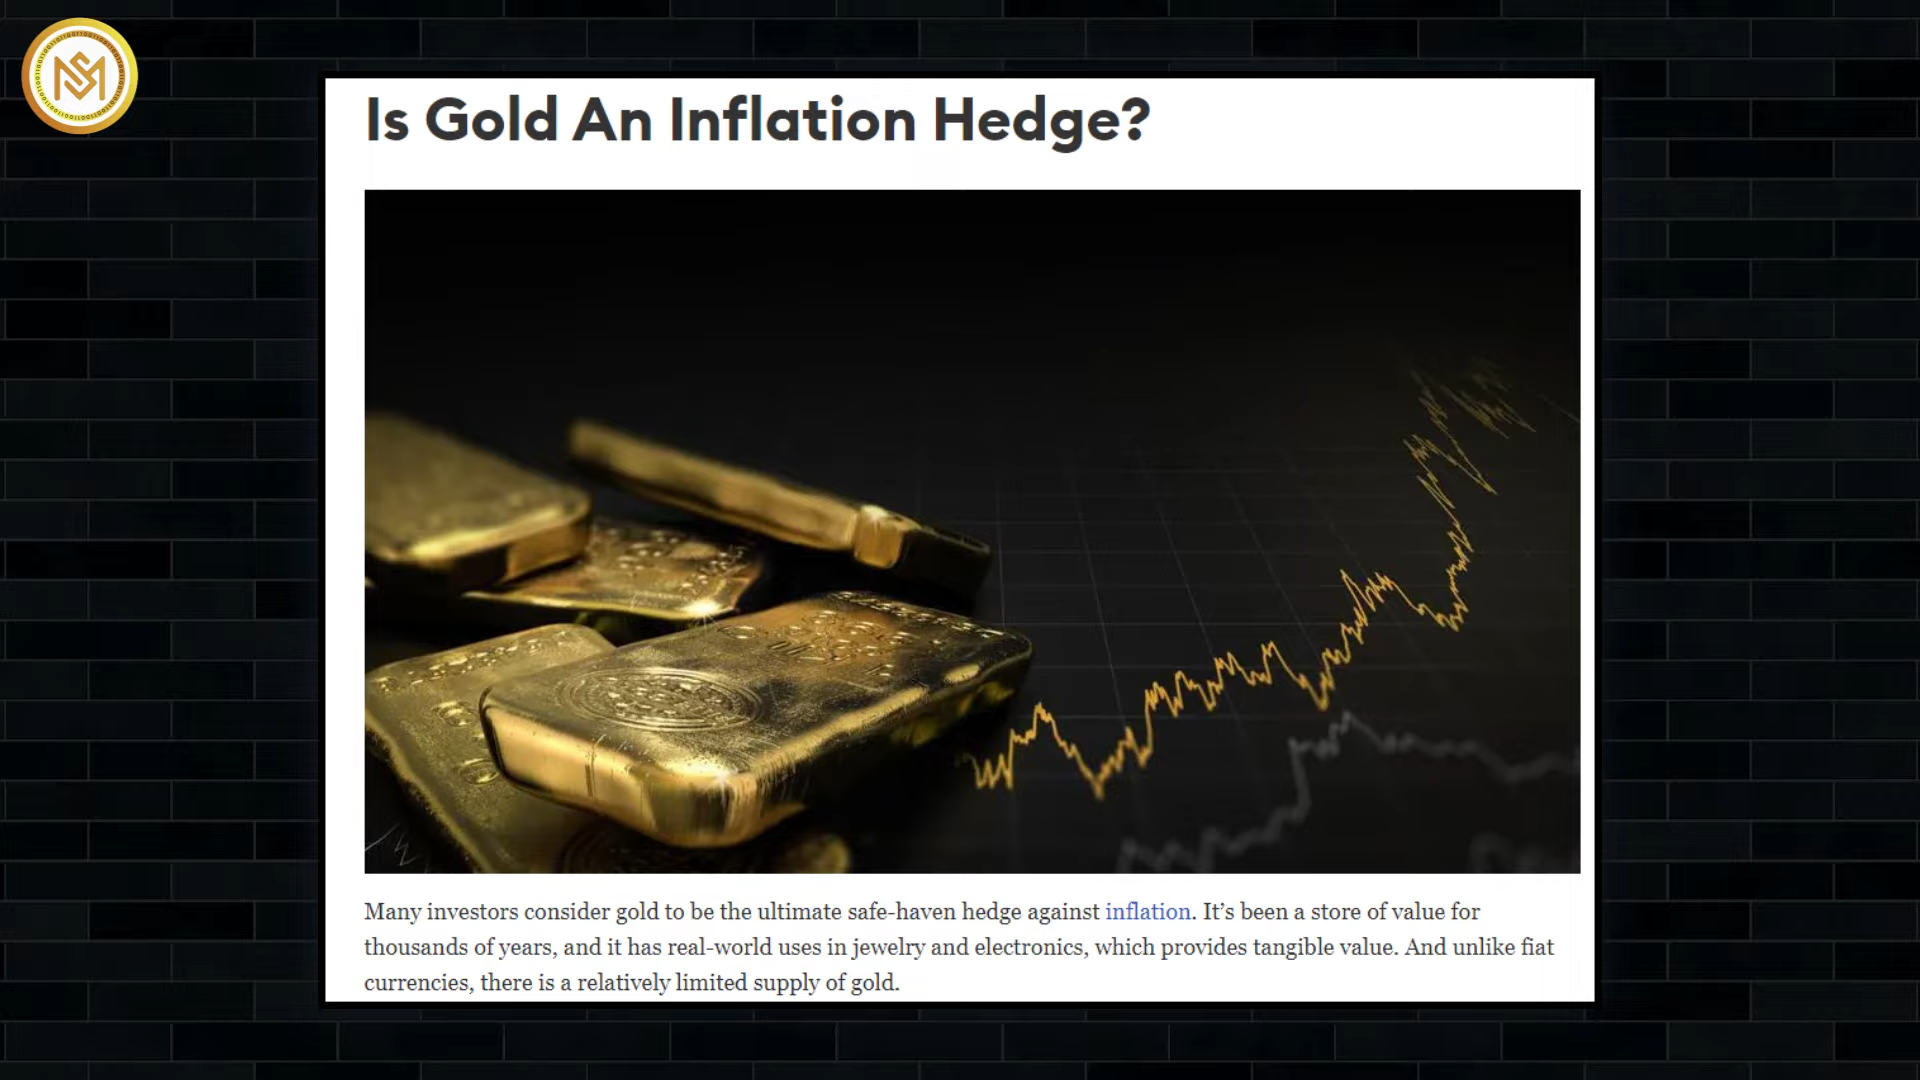 Is Gold An Inflation Hedge?
Many investors consider gold to be the ultimate safe-haven hedge against inflation. It’s been a store of value for
thousands of years, and it has real-world uses in jewelry and electronics, which provides tangible value. And unlike fiat
currencies, there is a relatively limited supply of gold.